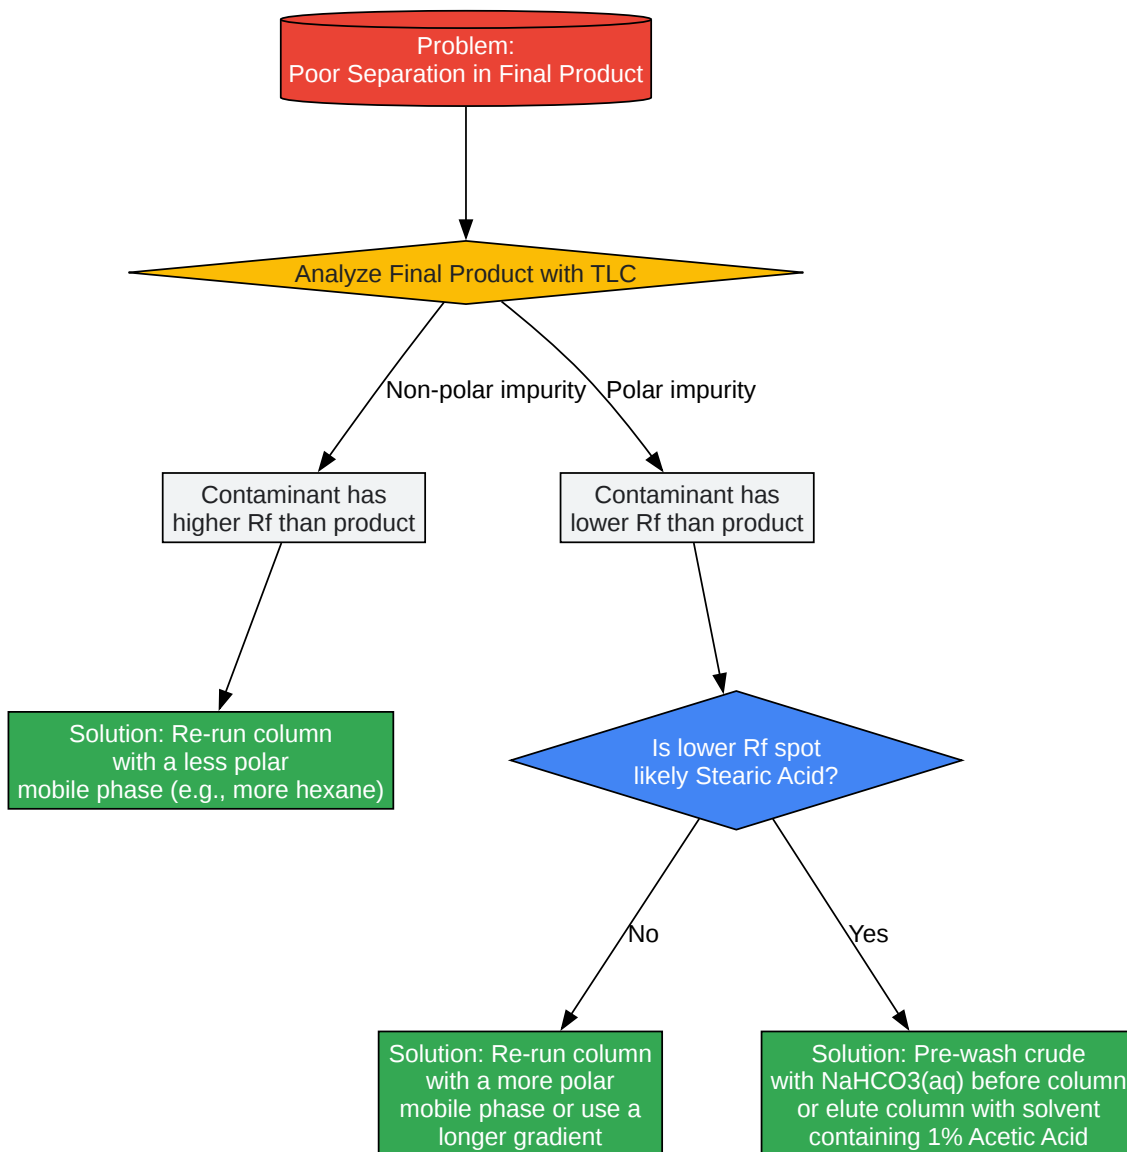 Problem:
Poor Separation in Final Product
Analyze Final Product with TLC
Non-polar impurity
Polar impurity
Contaminant has
higher Rf than product
Contaminant has
lower Rf than product
Solution: Re-run column
with a less polar
mobile phase (e.g., more hexane)
Is lower Rf spot
likely Stearic Acid?
No
Yes
Solution: Re-run column
with a more polar
mobile phase or use a
longer gradient
Solution: Pre-wash crude
with NaHCO3(aq) before column
or elute column with solvent
containing 1% Acetic Acid